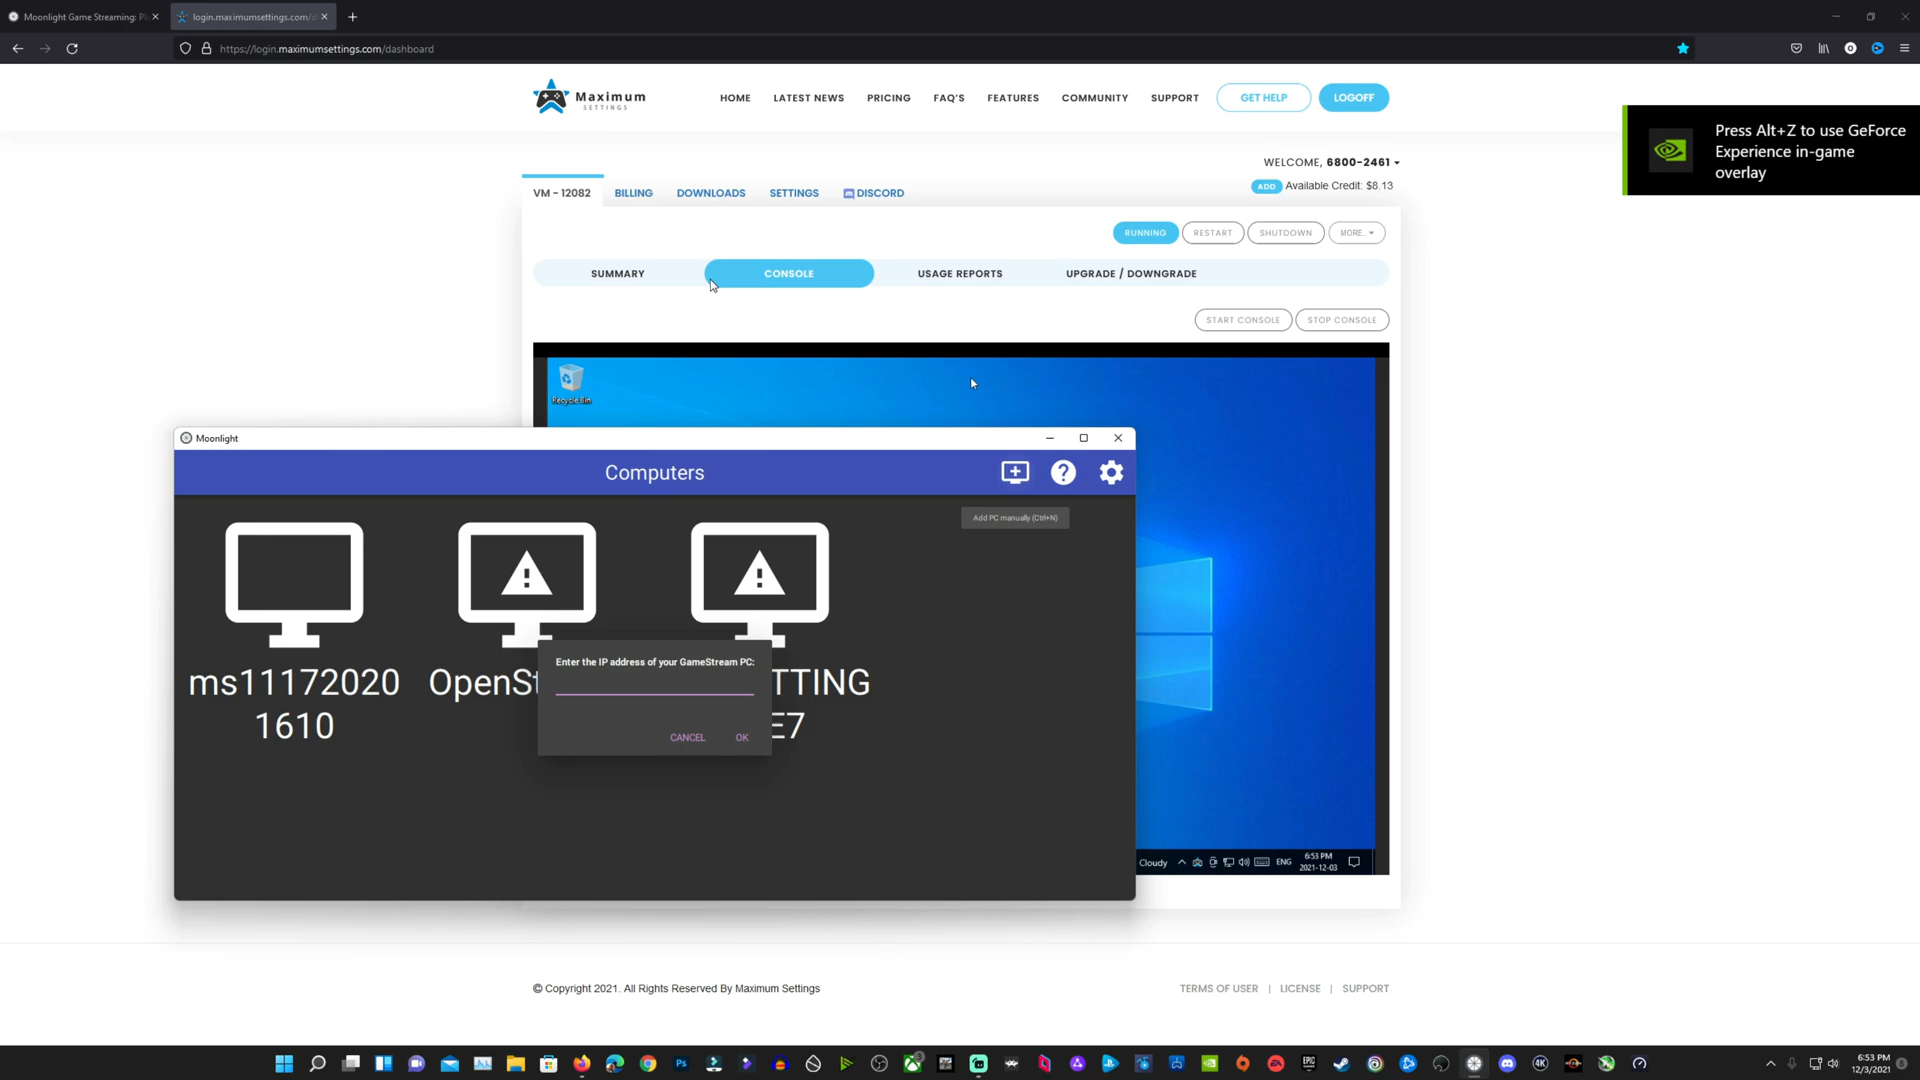 Moonlight Game Streaming: Pl
login.maximumsettings.com/d
https://login.maximumsettings.com/dashboard
Maximum
SETTINGS
HOME
LATEST NEWS
PRICING
FAQ'S
FEATURES
COMMUNITY
SUPPORT
GET HELP
LOGOFF
Press Alt+Z to use GeForce
Experience in-game
overlay
WELCOME, 6800-2461
ADD Available Credit: $8.13
VM - 12082
BILLING
DOWNLOADS
SETTINGS
DISCORD
RUNNING
RESTART
SHUTDOWN
MORE..
SUMMARY
CONSOLE
USAGE REPORTS
UPGRADE / DOWNGRADE
START CONSOLE
STOP CONSOLE
Recycle Bin
Moonlight
Computers
Add PC manually (Ctrl+N)
ms11172020
1610
OpenSt
TTING
E7
Enter the IP address of your GameStream PC:
CANCEL
OK
Cloudy
ENG
6:53 PM
2021-12-03
© Copyright 2021. All Rights Reserved By Maximum Settings
TERMS OF USER | LICENSE | SUPPORT
6:53 PM
12/3/2021